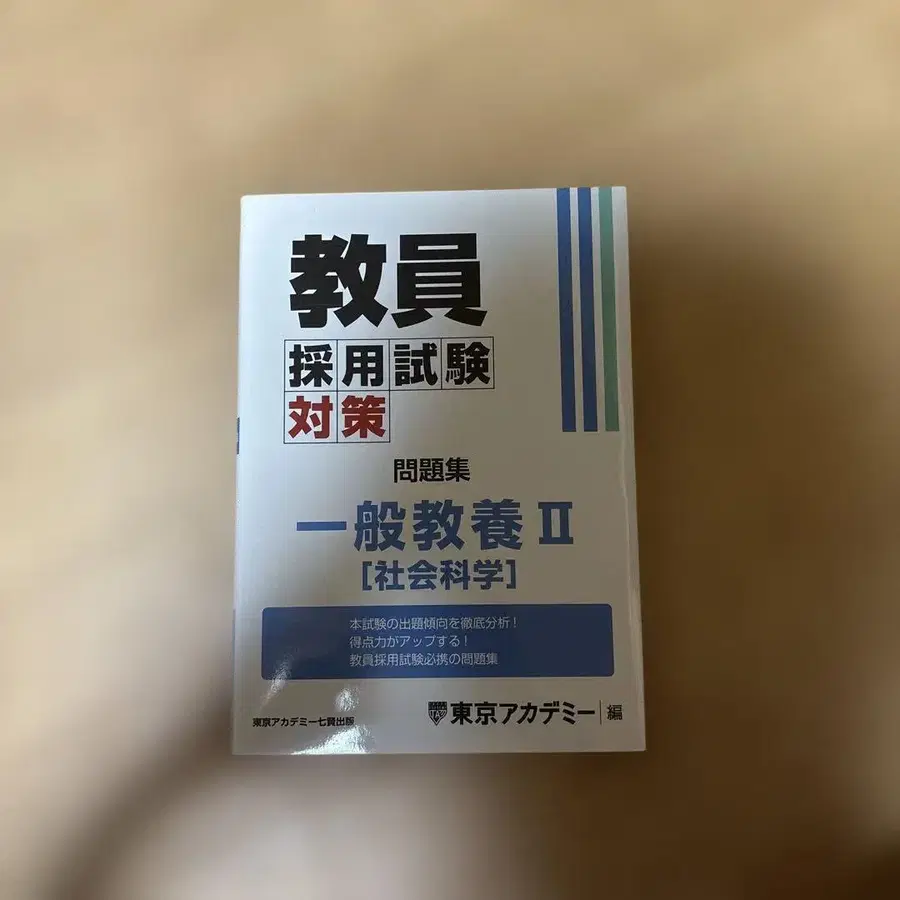 教員
採用試験
対策
問題集
一般教養Ⅱ
[社会科学]
本試験の出題傾向を徹底分析!
得点力がアップする!
教員採用試験必携の問題集
東京アカデミー七賢出版
東京アカデミー|編